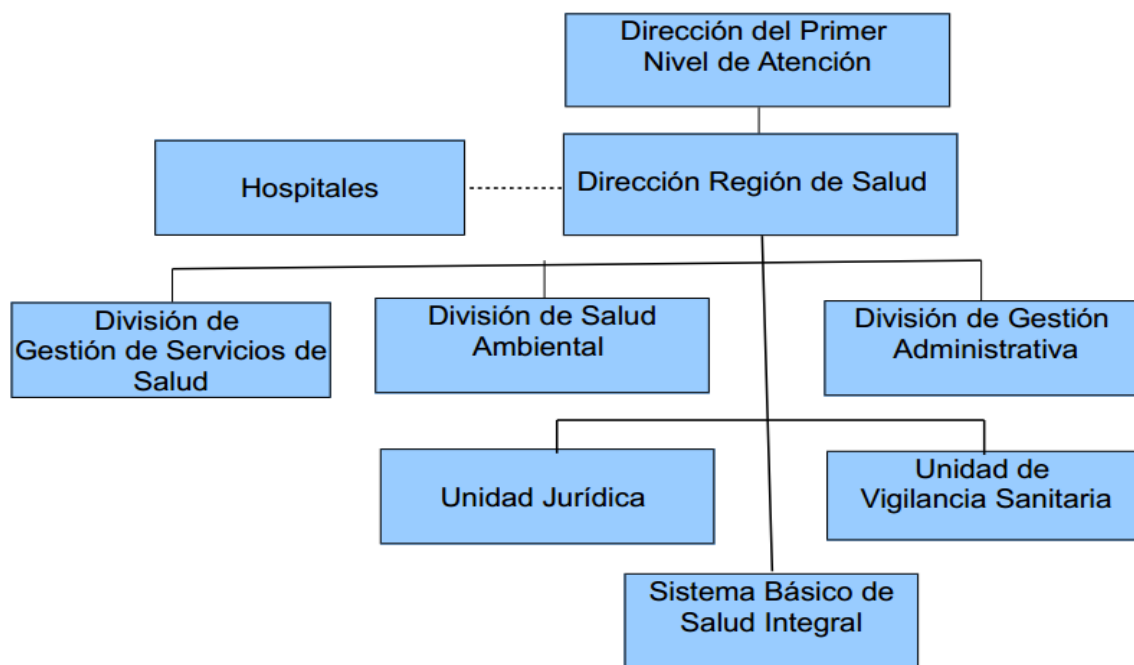 Dirección del Primer
Nivel de Atención
Hospitales
Dirección Región de Salud
División de
Gestión de Servicios de
Salud
División de Salud
Ambiental
División de Gestión
Administrativa
Unidad Jurídica
Unidad de
Vigilancia Sanitaria
Sistema Básico de
Salud Integral